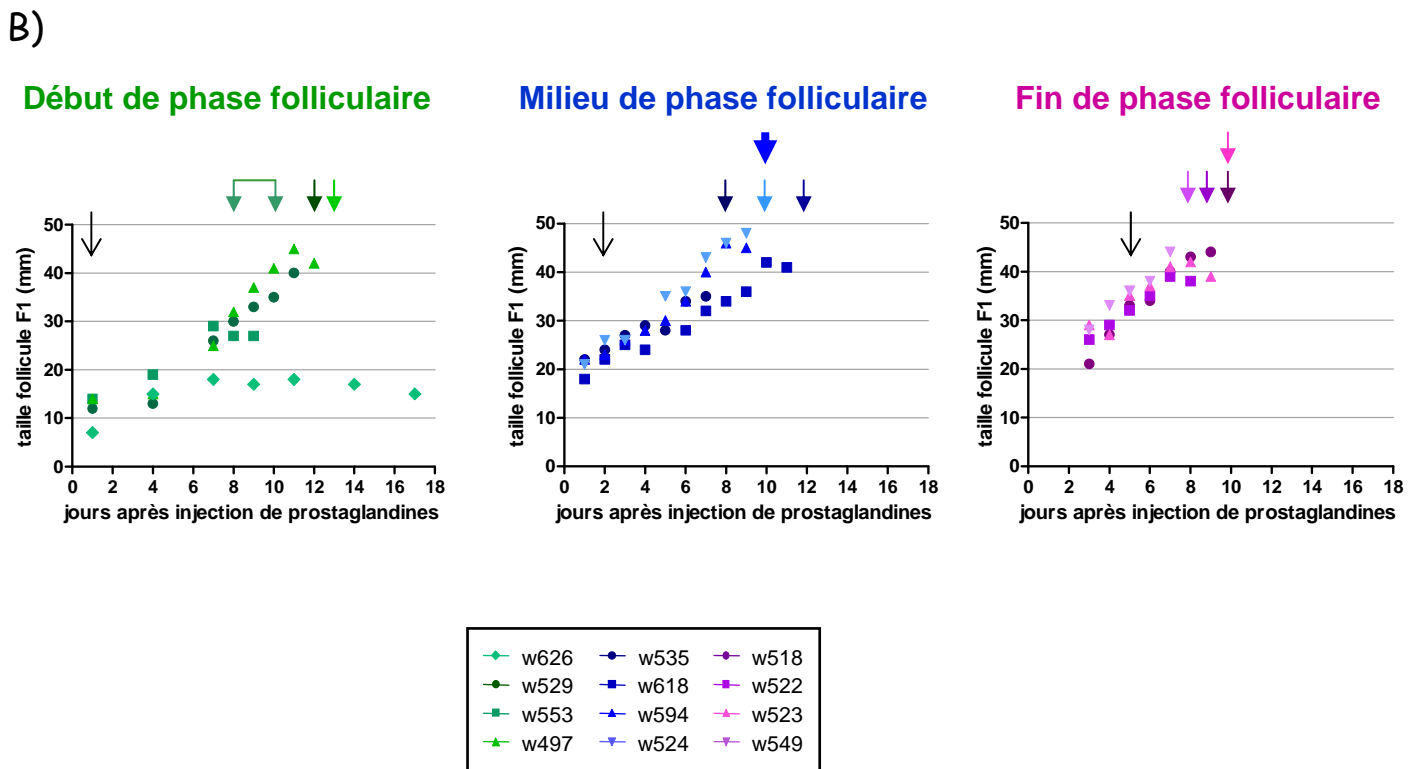 B)
Début de phase folliculaire
Milieu de phase folliculaire
Fin de phase folliculaire
50
40
30
20
10
0
taille follicule F1 (mm)
0 2 4 6 8 10 12 14 16 18
jours après injection de prostaglandines
50
40
30
20
10
0
taille follicule F1 (mm)
0 2 4 6 8 10 12 14 16 18
jours après injection de prostaglandines
50
40
30
20
10
0
taille follicule F1 (mm)
0 2 4 6 8 10 12 14 16 18
jours après injection de prostaglandines
w626 w535 w518
w529 w618 w522
w553 w594 w523
w497 w524 w549